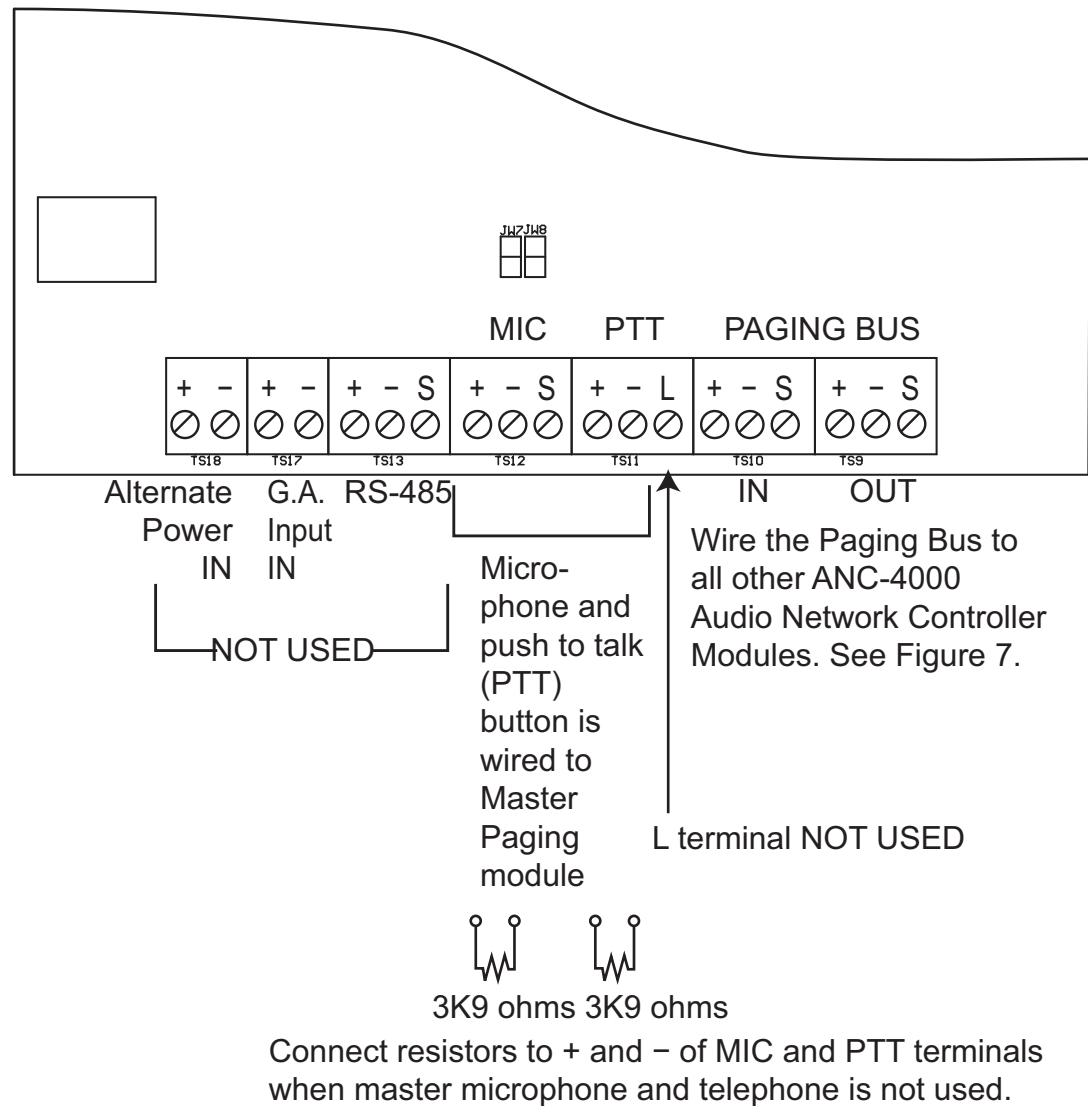 JW7JW8
MIC PTT PAGING BUS
+ − + − + − S + − S + − L + − S + − S
TS18 TS17 TS13 TS12 TS11 TS10 TS9
Alternate
Power
IN
G.A.
Input
IN
RS-485
NOT USED
Micro-
phone and
push to talk
(PTT)
button is
wired to
Master
Paging
module
L terminal NOT USED
IN OUT
Wire the Paging Bus to
all other ANC-4000
Audio Network Controller
Modules. See Figure 7.
3K9 ohms 3K9 ohms
Connect resistors to + and − of MIC and PTT terminals
when master microphone and telephone is not used.